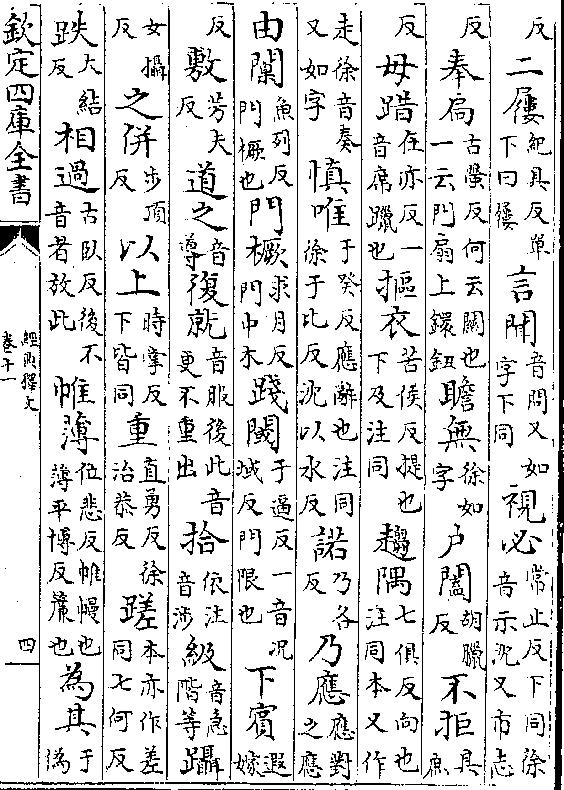 反二屨紀具反單下曰屨言聞音問又如字下同視必常止反下同徐音示沈又市志
反奉扃古螢反何云關也一云門扇上鐶鈕瞻毋徐如字户闔胡臘反不拒具庶
反毋踖在亦反一音席躐也摳衣苦侯反提也下及注同趨隅七俱反向也注同本又作
走徐音奏又如字慎唯于癸反應辭也注同徐于比反沈以水反諾乃各反乃應應對之應
由闑魚列反門橛也門橛求月反門中木踐閾于逼反一音况域反門限也下賓遐嫁
反敷芳夫反道之音導復就音服後此音更不重出拾依注音涉級音急階等躡
女攝反之併步頂反以上時掌反下皆同重直勇反徐治恭反蹉本亦作差同七何反
跌大結反相過古臥反後不音者放此帷薄位悲反帷幔也薄平博反簾也為其于偽
欽定四庫全書
經典釋文
卷十一
四